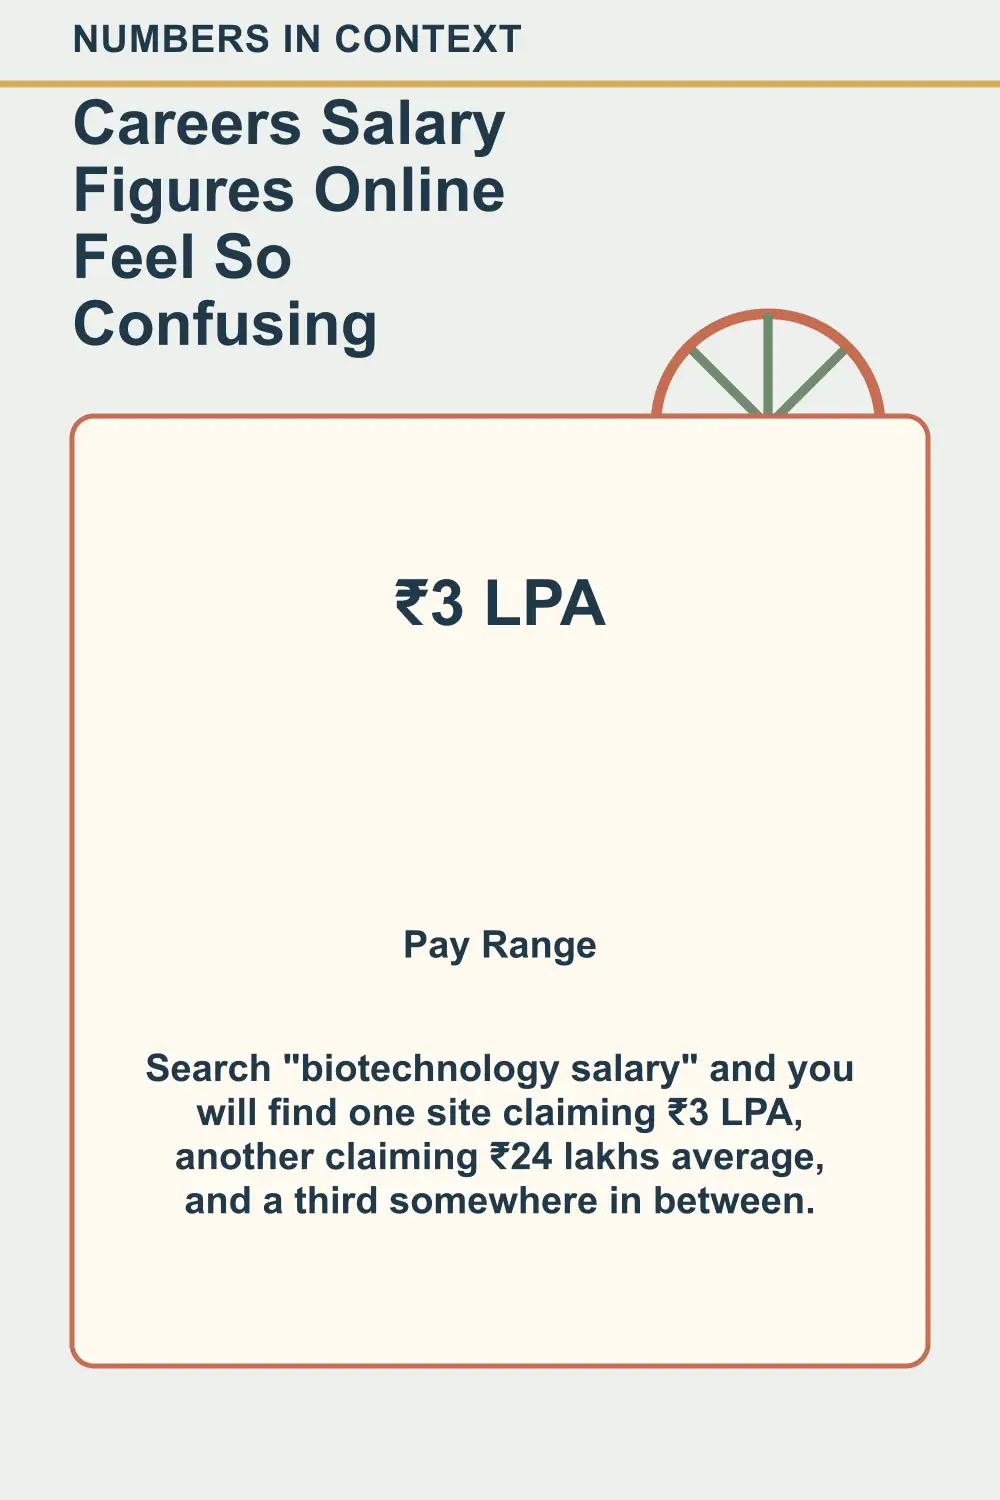 NUMBERS IN CONTEXT
Careers Salary
Figures Online
Feel So
Confusing
₹3 LPA
Pay Range
Search "biotechnology salary" and you
will find one site claiming ₹3 LPA,
another claiming ₹24 lakhs average,
and a third somewhere in between.